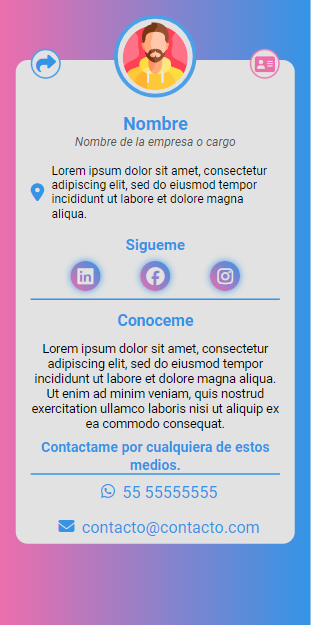 Nombre
Nombre de la empresa o cargo
Lorem ipsum dolor sit amet, consectetur
adipiscing elit, sed do eiusmod tempor
incididunt ut labore et dolore magna
aliqua.
Sigueme
Conoceme
Lorem ipsum dolor sit amet, consectetur
adipiscing elit, sed do eiusmod tempor
incididunt ut labore et dolore magna aliqua.
Ut enim ad minim veniam, quis nostrud
exercitation ullamco laboris nisi ut aliquip ex
ea commodo consequat.
Contactame por cualquiera de estos
medios.
55 55555555
contacto@contacto.com